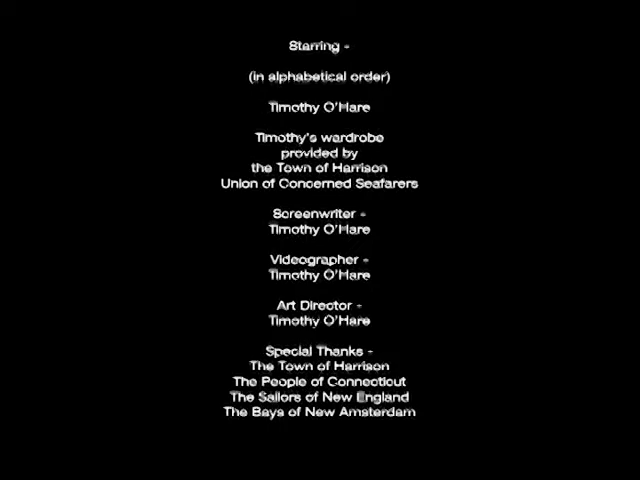 Starring -
(in alphabetical order)
Timothy O'Hare
Timothy's wardrobe
provided by
the Town of Harrison
Union of Concerned Seafarers
Screenwriter -
Timothy O'Hare
Videographer -
Timothy O'Hare
Art Director -
Timothy O'Hare
Special Thanks -
The Town of Harrison
The People of Connecticut
The Sailors of New England
The Bays of New Amsterdam